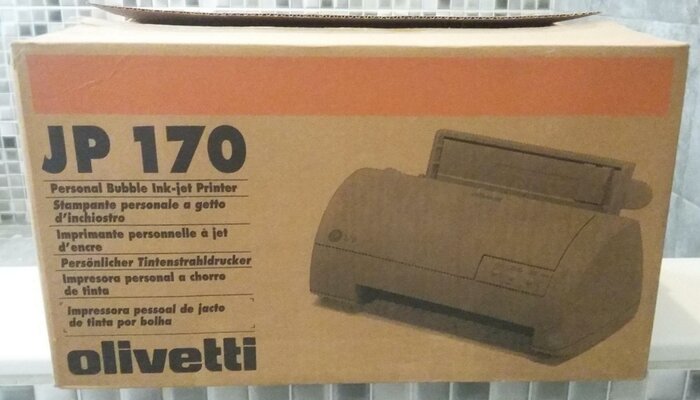 JP 170
Personal Bubble Ink-jet Printer
Stampante personale a getto
d'inchiostro
Imprimante personnelle à jet
d'encre
Persönlicher Tintenstrahldrucker
Impresora personal a chorro
de tinta
Impressora pessoal de jacto
de tinta por bolha
olivetti